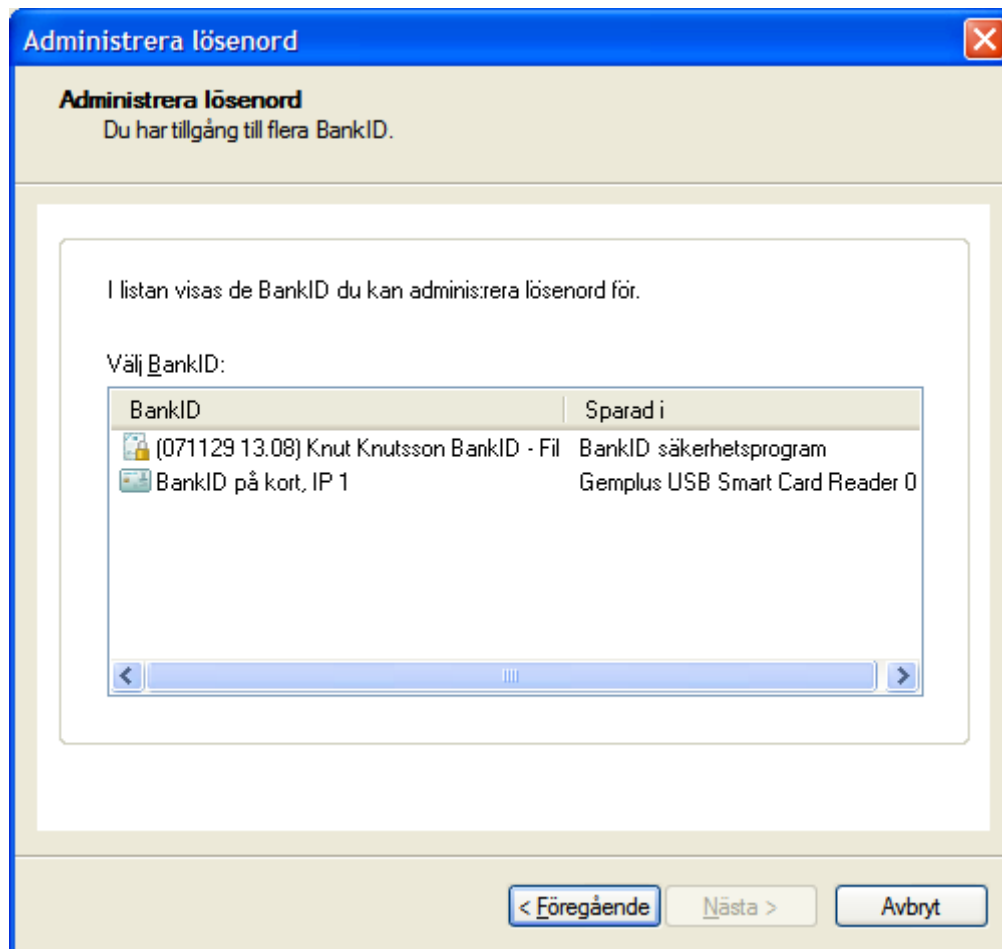 Administrera lösenord
Administrera lösenord
Du har tillgång till flera BankID.
I listan visas de BankID du kan adminis:rera lösenord för.
Välj BankID:
BankID Sparad i
(071129 13.08) Knut Knutsson BankID - Fil BankID säkerhetsprogram
BankID på kort, IP 1 Gemplus USB Smart Card Reader 0
< Föregående Nästa > Avbryt